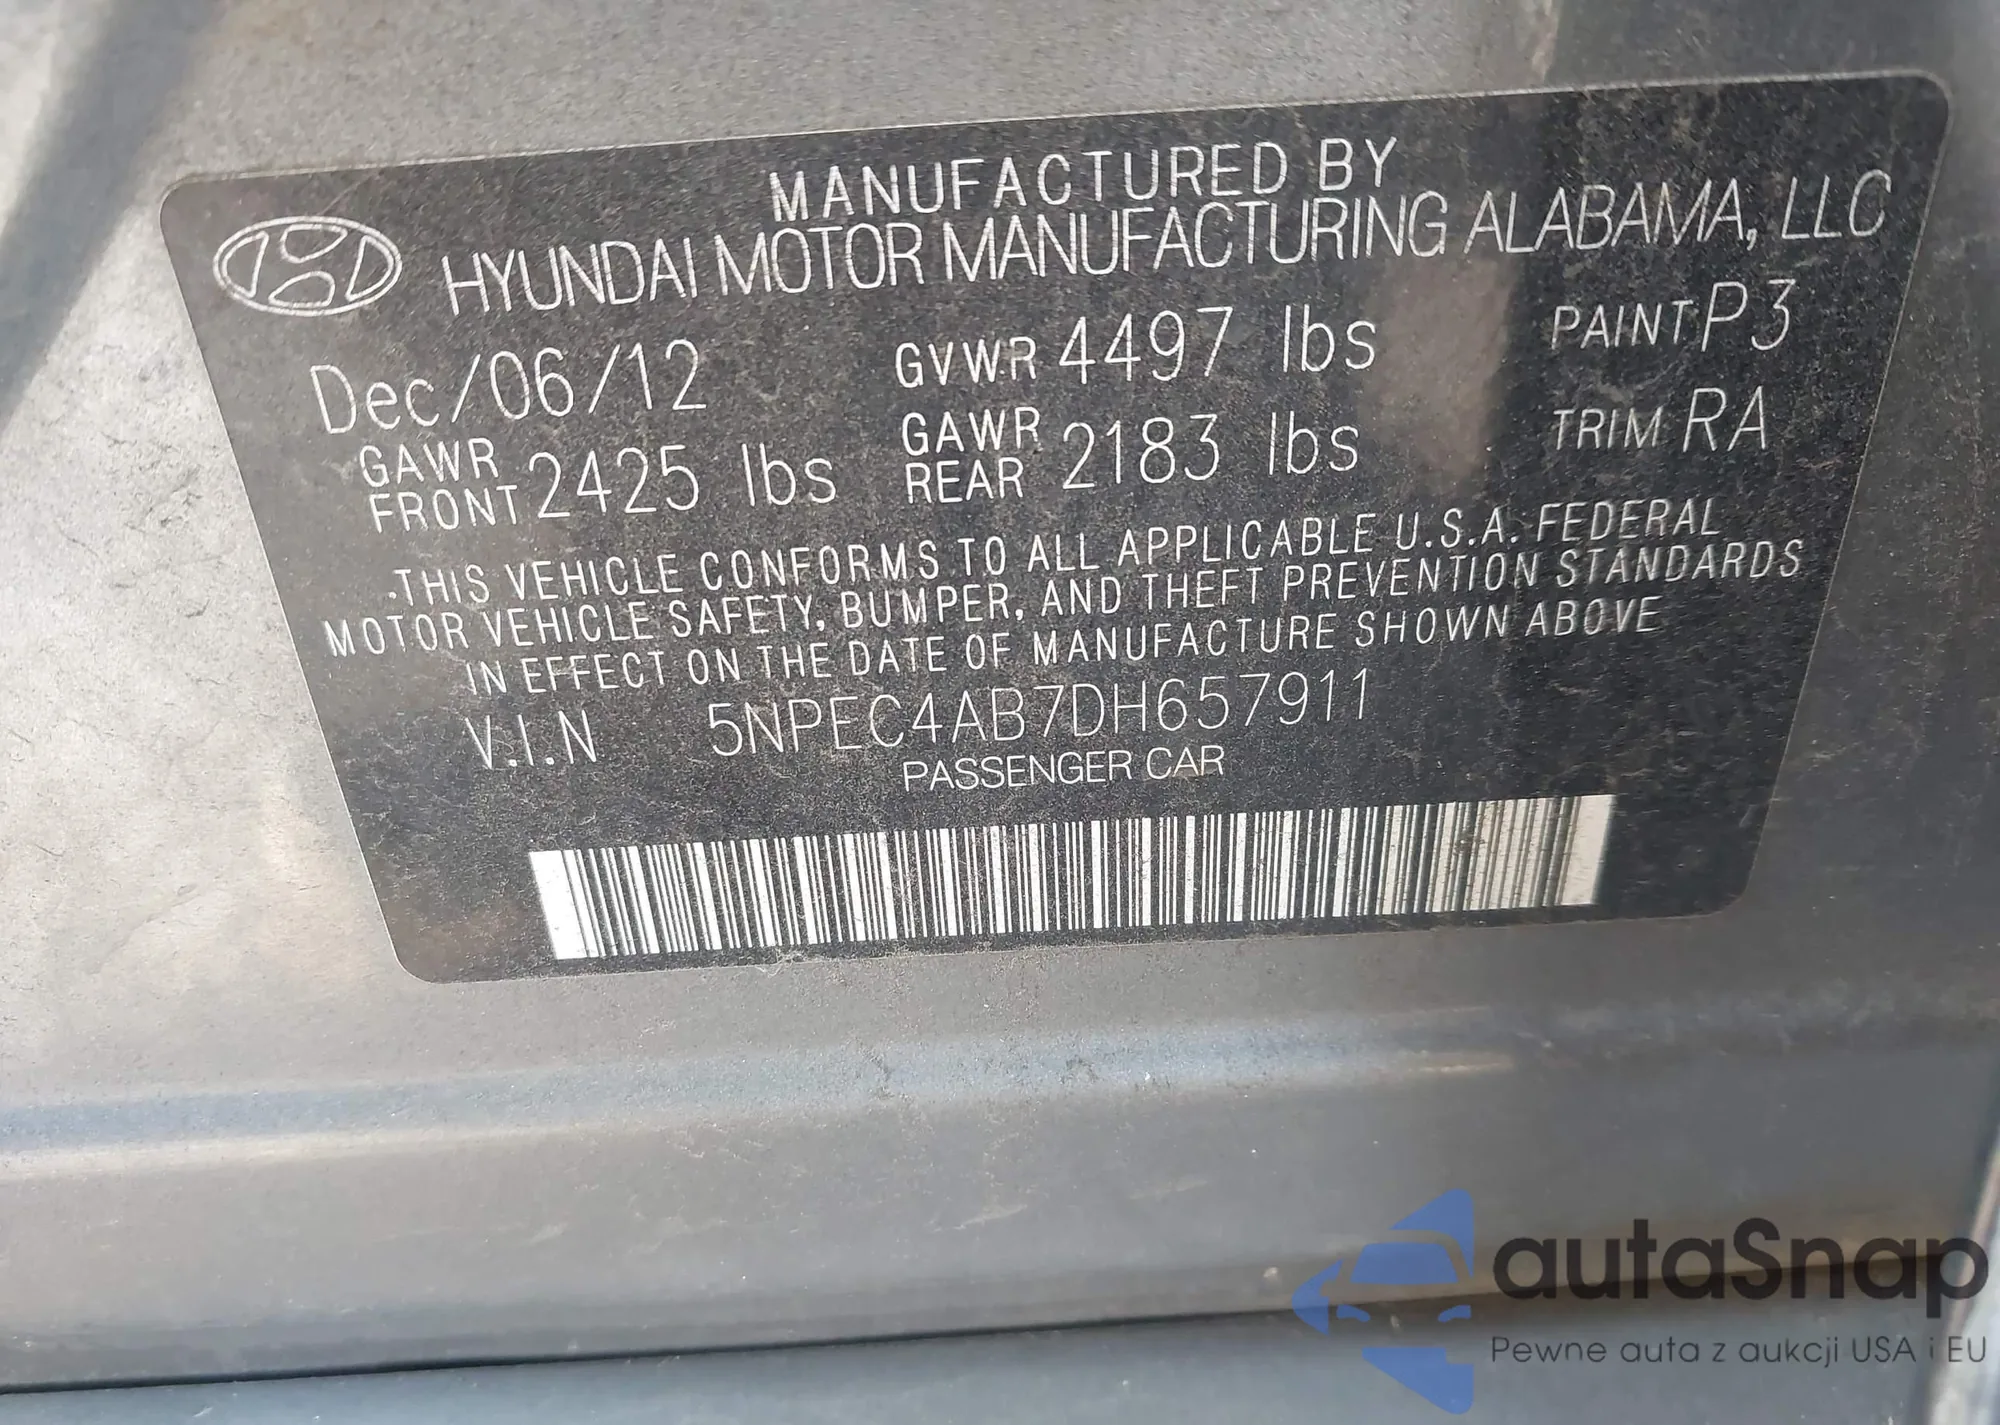 MANUFACTURED BY
HYUNDAI MOTOR MANUFACTURING ALABAMA, LLC
Dec/06/12 GVWR 4497 lbs PAINT P3
GAWR FRONT 2425 lbs GAWR REAR 2183 lbs TRIM RA
THIS VEHICLE CONFORMS TO ALL APPLICABLE U.S.A. FEDERAL
MOTOR VEHICLE SAFETY, BUMPER, AND THEFT PREVENTION STANDARDS
IN EFFECT ON THE DATE OF MANUFACTURE SHOWN ABOVE
V.I.N 5NPEC4AB7DH657911
PASSENGER CAR
autaSnap
Pewne auta z aukcji USA i EU